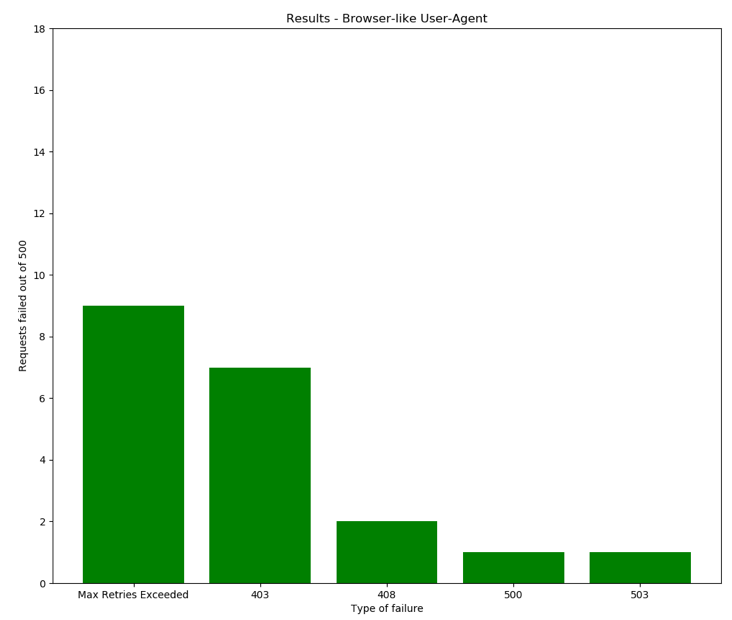 Results - Browser-like User-Agent
18
16
14
12
10
8
6
4
2
0
Requests failed out of 500
Max Retries Exceeded 403 408 500 503
Type of failure